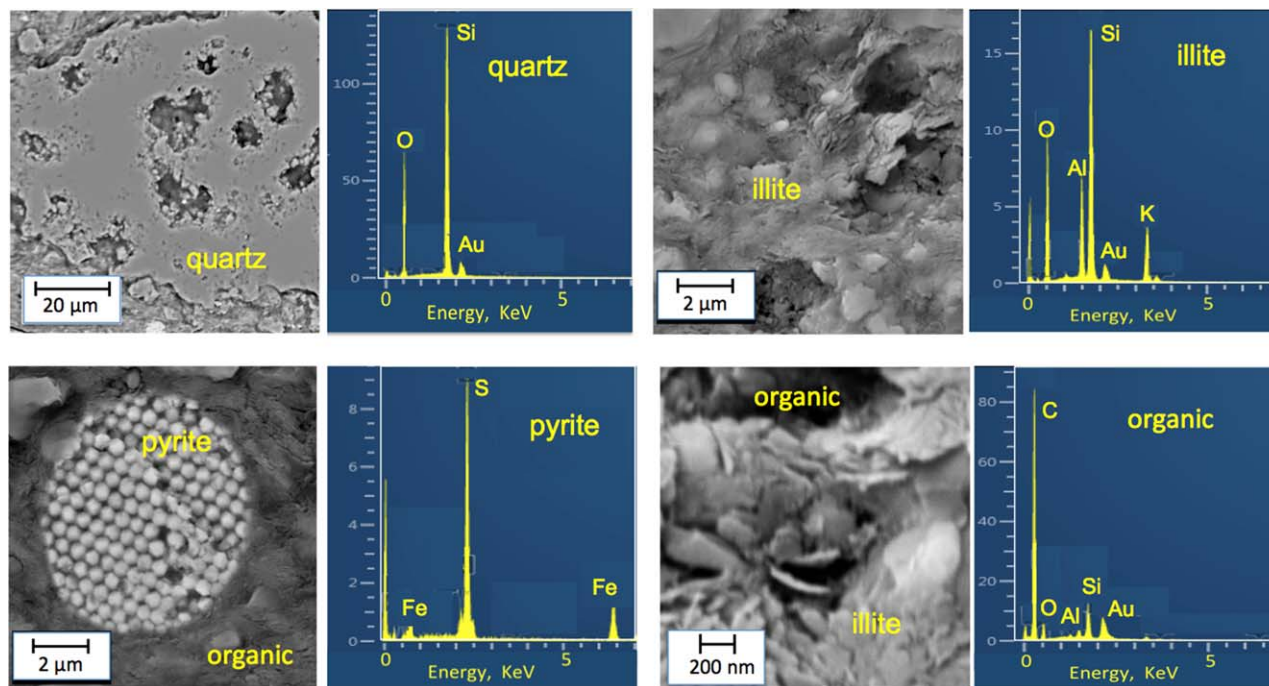 quartz
20 μm
Si
quartz
100
O
50
Au
0
0
5
Energy, KeV
illite
2 μm
15
Si
illite
10
O
Al
5
K
Au
0
0
5
Energy, KeV
pyrite
2 μm
organic
8
S
pyrite
6
4
2
Fe
Fe
0
0
5
Energy, KeV
organic
illite
200 nm
80
C
organic
60
40
20
Si
O
Al
Au
0
0
5
Energy, KeV